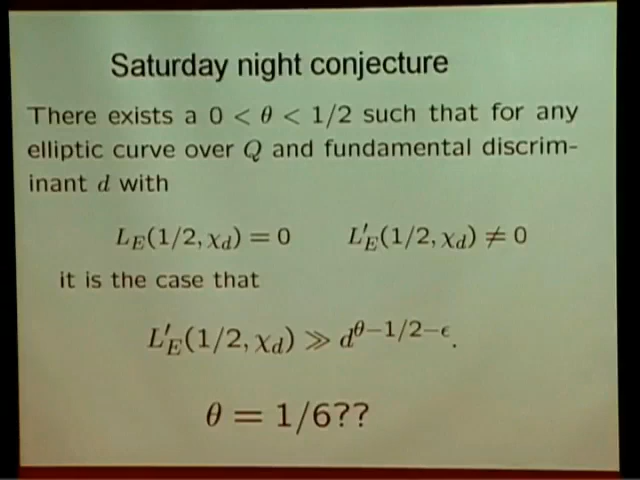 Saturday night conjecture
There exists a 0 < θ < 1/2 such that for any
elliptic curve over Q and fundamental discrim-
inant d with
L_E(1/2, χ_d) = 0 L'_E(1/2, χ_d) ≠ 0
it is the case that
L'_E(1/2, χ_d) ≫ d^{θ−1/2−ϵ}.
θ = 1/6??